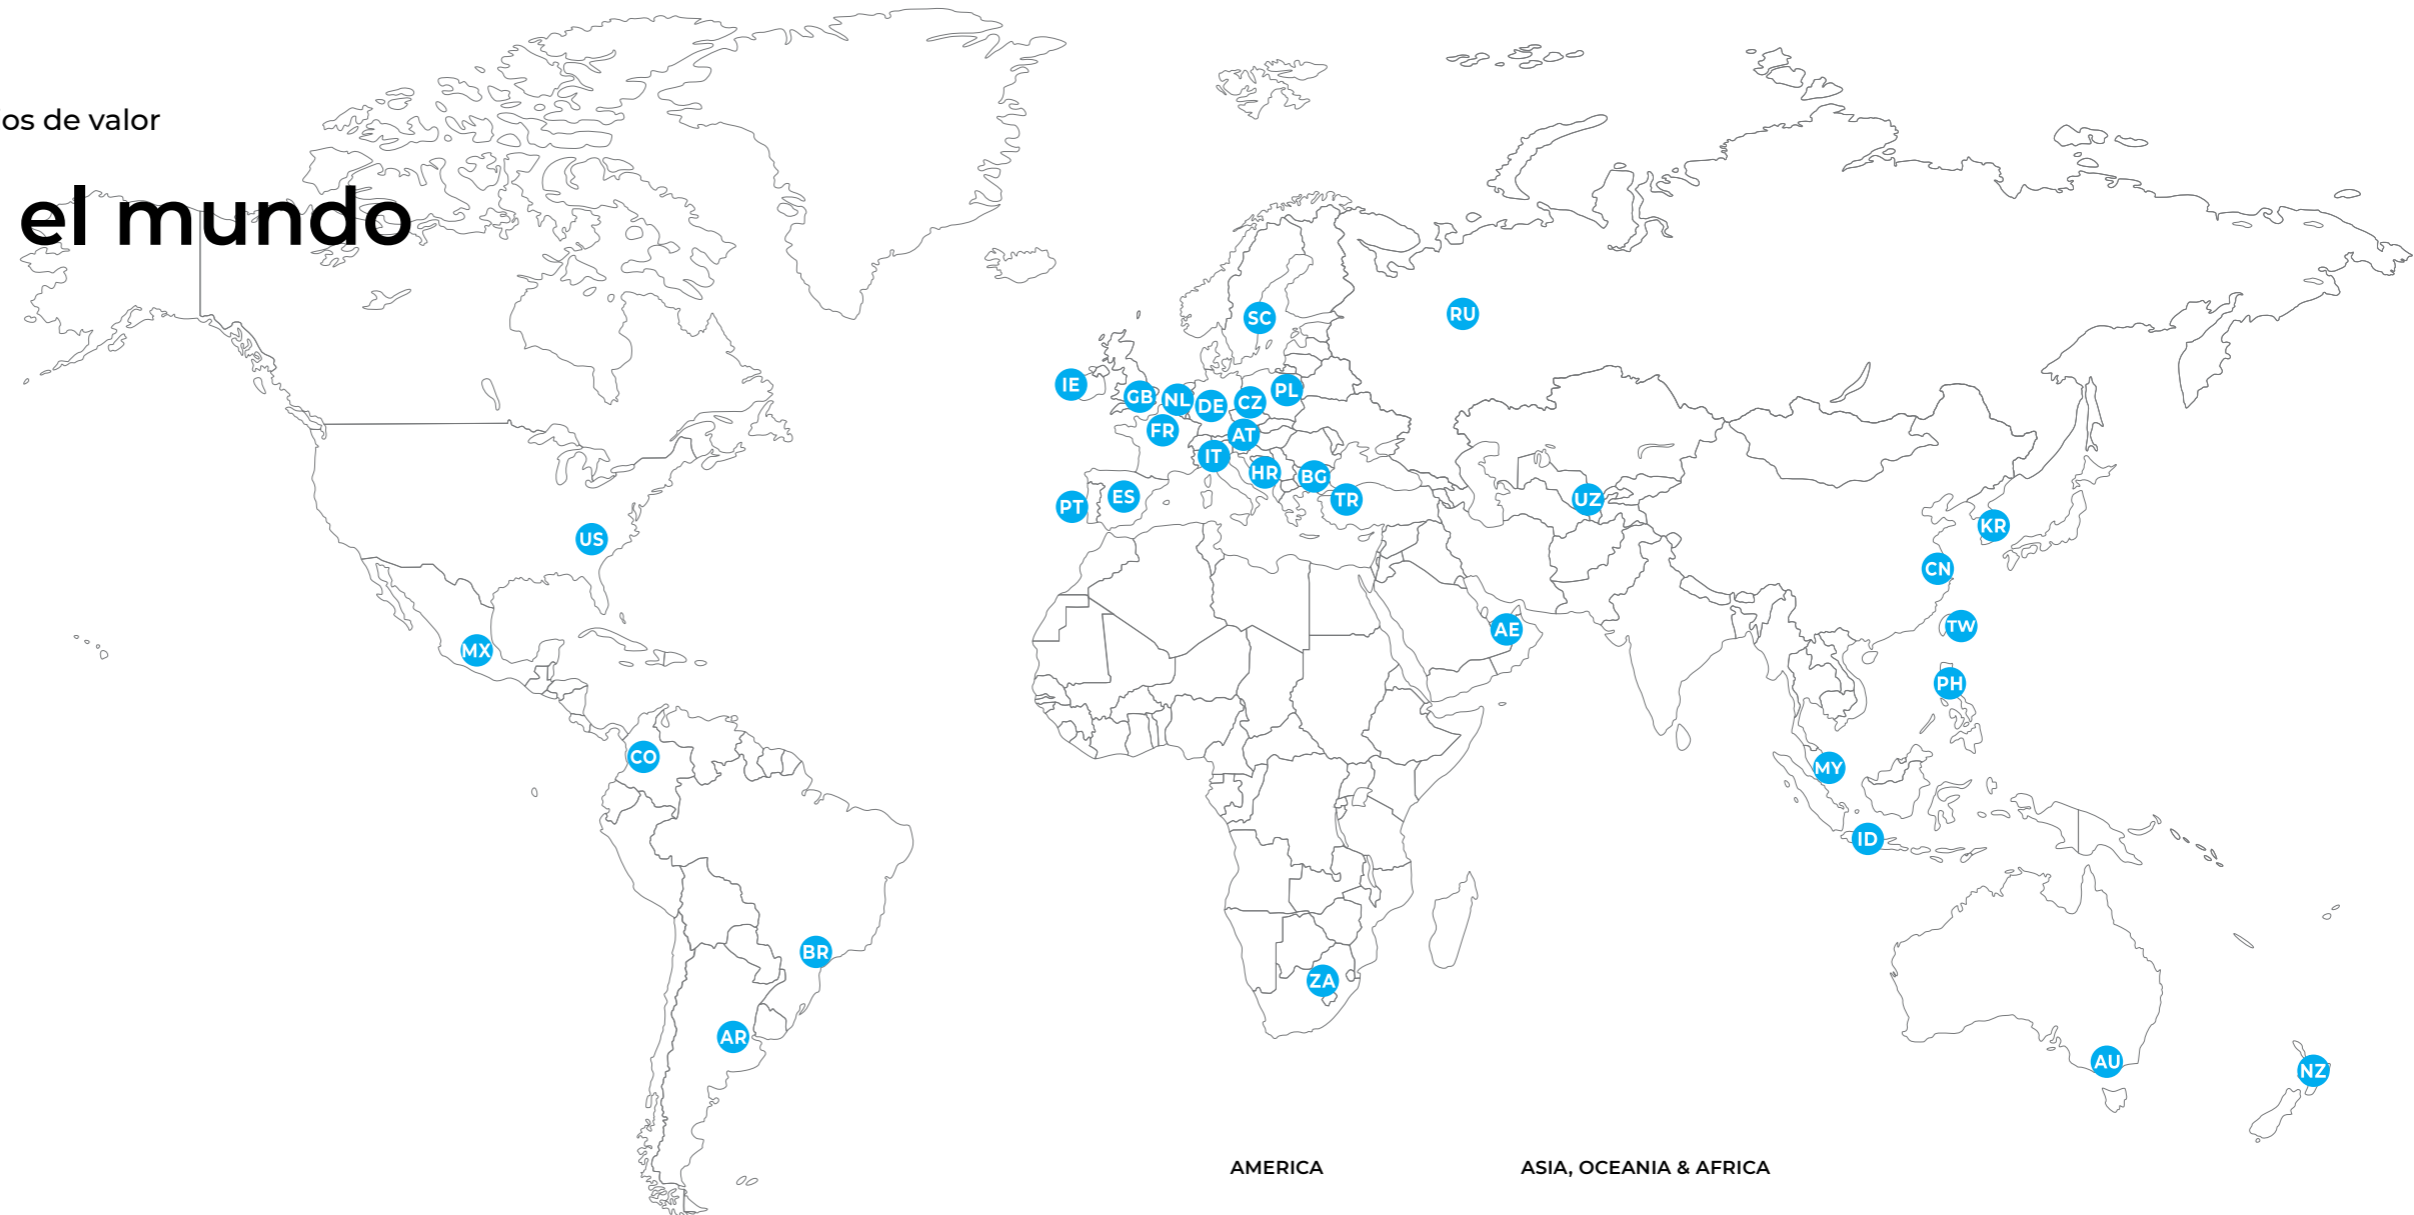 os de valor
el mundo
SC
RU
IE
GB
NL
DE
CZ
PL
FR
AT
IT
HR
BG
PT
ES
TR
UZ
US
KR
CN
MX
AE
TW
PH
CO
MY
ID
BR
ZA
AR
AU
NZ
AMERICA
ASIA, OCEANIA & AFRICA